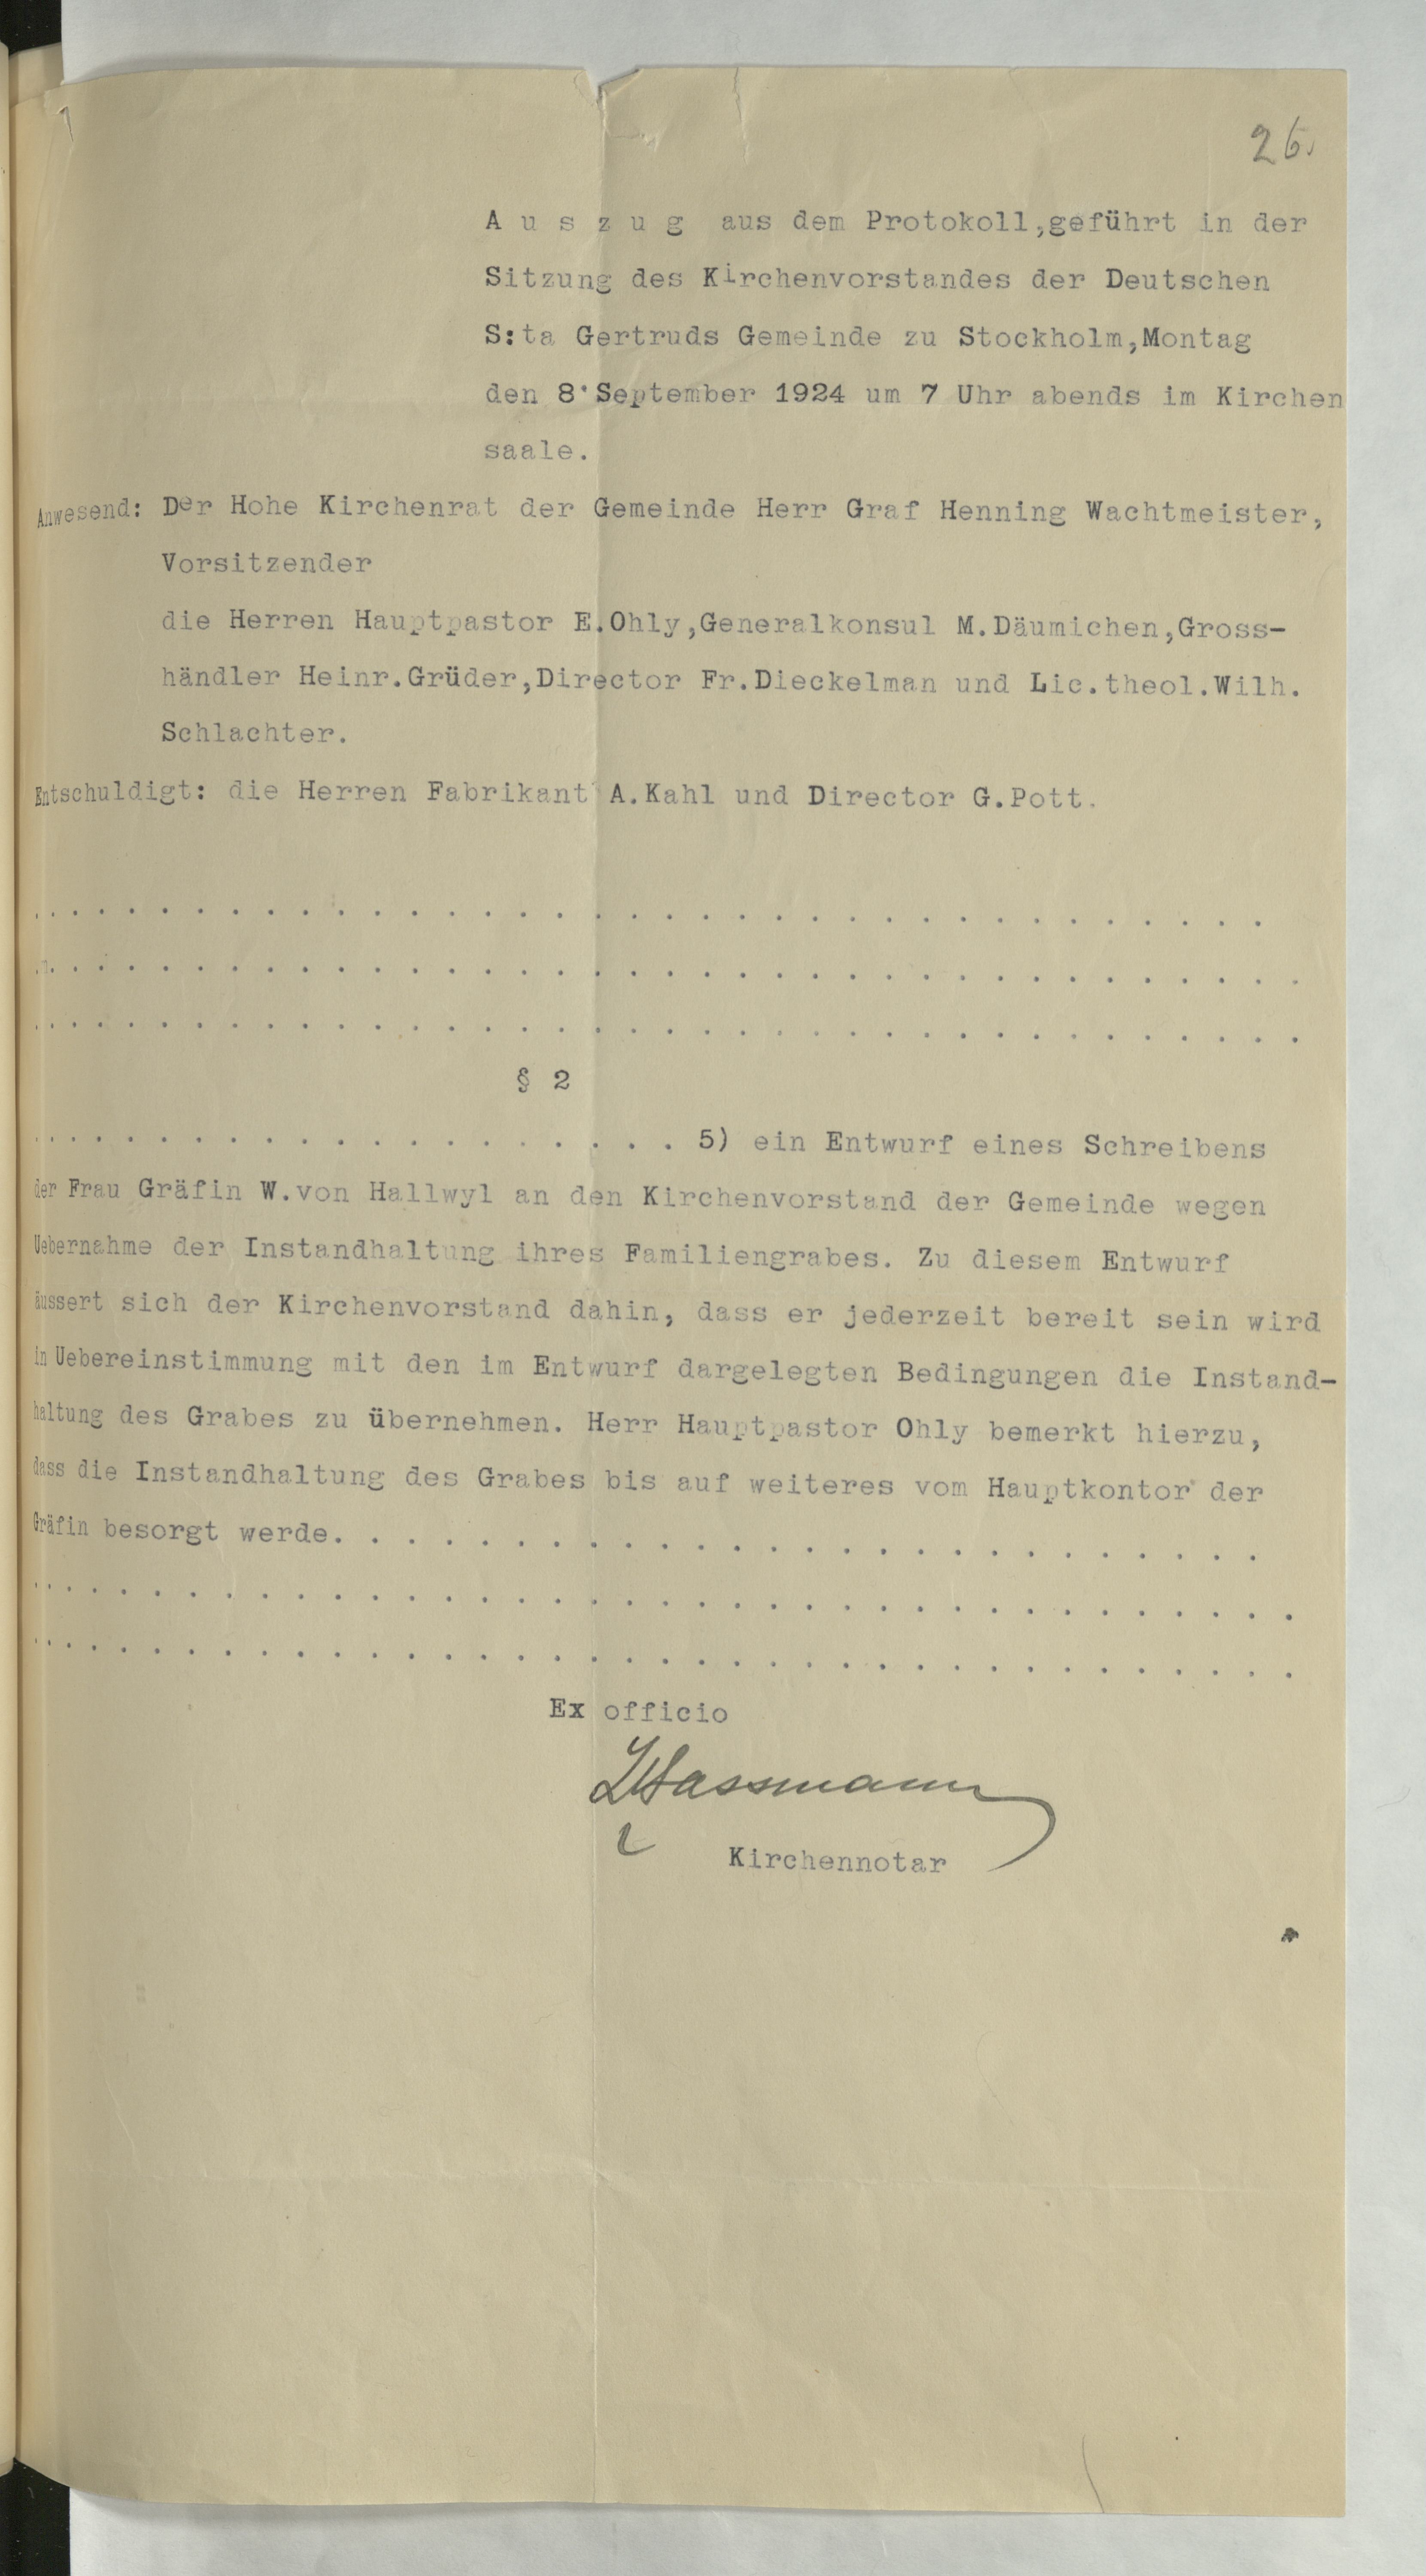 26.
A u s z u g aus dem Protokoll,geführt in der
Sitzung des Kirchenvorstandes der Deutschen
S:ta Gertruds Gemeinde zu Stockholm,Montag
den 8.September 1924 um 7 Uhr abends im Kirchen
saale.
Anwesend: Der Hohe Kirchenrat der Gemeinde Herr Graf Henning Wachtmeister,
Vorsitzender
die Herren Hauptpastor E.Ohly,Generalkonsul M.Däumichen,Gross-
händler Heinr.Grüder,Director Fr.Dieckelman und Lic.theol.Wilh.
Schlachter.
Entschuldigt: die Herren Fabrikant A.Kahl und Director G.Pott.
. . . . . . . . . . . . . . . . . . . . . . . . . . . . . . . . . . .
. . . . . . . . . . . . . . . . . . . . . . . . . . . . . . . . . . . .
. . . . . . . . . . . . . . . . . . . . . . . . . . . . . . . . . . . .
§ 2
. . . . . . . . . . . . . . . . . . . 5) ein Entwurf eines Schreibens
der Frau Gräfin W.von Hallwyl an den Kirchenvorstand der Gemeinde wegen
Uebernahme der Instandhaltung ihres Familiengrabes. Zu diesem Entwurf
äussert sich der Kirchenvorstand dahin, dass er jederzeit bereit sein wird
in Uebereinstimmung mit den im Entwurf dargelegten Bedingungen die Instand-
haltung des Grabes zu übernehmen. Herr Hauptpastor Ohly bemerkt hierzu,
dass die Instandhaltung des Grabes bis auf weiteres vom Hauptkontor der
Gräfin besorgt werde. . . . . . . . . . . . . . . . . . . . . . . . . .
. . . . . . . . . . . . . . . . . . . . . . . . . . . . . . . . . . . .
. . . . . . . . . . . . . . . . . . . . . . . . . . . . . . . . . . . .
Ex officio
Kirchennotar